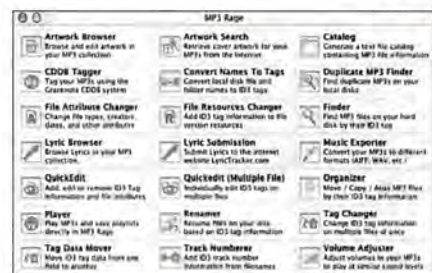 MP3 Rage
Artwork Browser
Browse and edit artwork in
your MP3 collection
Artwork Search
Retrieve cover artwork for your
MP3s from the Internet
Catalog
Generate a text file catalog
containing MP3 file information
CDDB Tagger
Tag your MP3s using the
Gracenote CDDB system
Convert Names To Tags
Convert local disk file and
folder names to ID3 tags
Duplicate MP3 Finder
Find duplicate MP3s on your
local disks
File Attribute Changer
Change file types, creators,
dates, and other attributes
File Resources Changer
Add ID3 tag information to file
version resources
Finder
Find MP3 files on your hard
disk by their ID3 tag
Lyric Browser
Browse Lyrics in your MP3
collection.
Lyric Submission
Submit Lyrics to the internet
website LyricTracker.com
Music Exporter
Convert your MP3s to different
formats (AIFF, WAV, etc.)
QuickEdit
Add, edit or remove ID3 Tag
information and file attributes
Quickedit (Multiple File)
Individually edit ID3 tags on
multiple files
Organizer
Move / Copy / Alias MP3 files
by their ID3 tag information
Player
Play MP3s and save playlists
directly in MP3 Rage
Renamer
Rename files on your disk
based on ID3 tag information
Tag Changer
Change ID3 tag information
on multiple files at once
Tag Data Mover
Move ID3 tag data from one
field to another
Track Numberer
Add ID3 track number
information from filenames
Volume Adjuster
Adjust volumes in your MP3s
to play at similar sound levels